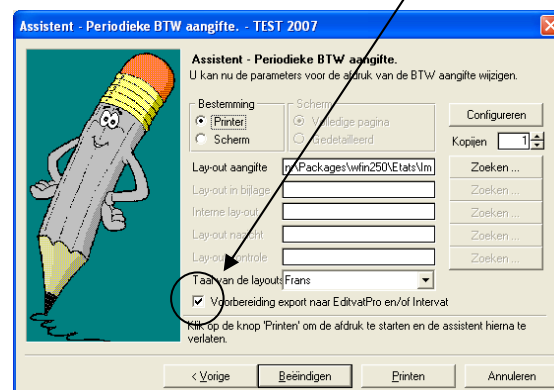 Assistent - Periodieke BTW aangifte. - TEST 2007
Assistent - Periodieke BTW aangifte.
U kan nu de parameters voor de afdruk van de BTW aangifte wijzigen.
Bestemming
Scherm
Printer
Volledige pagina
Configureren
Scherm
Gedetailleerd
Kopijen 1
Lay-out aangifte n\Packages\wfin250\Etats\Im Zoeken ...
Lay-out in bijlage Zoeken ...
Interne lay-out Zoeken ...
Lay-out nazicht Zoeken ...
Lay-out controle Zoeken ...
Taal van de layouts Frans
Voorbereiding export naar EditvatPro en/of Intervat
Klik op de knop 'Printen' om de afdruk te starten en de assistent hierna te
verlaten.
< Vorige Beëindigen Printen Annuleren